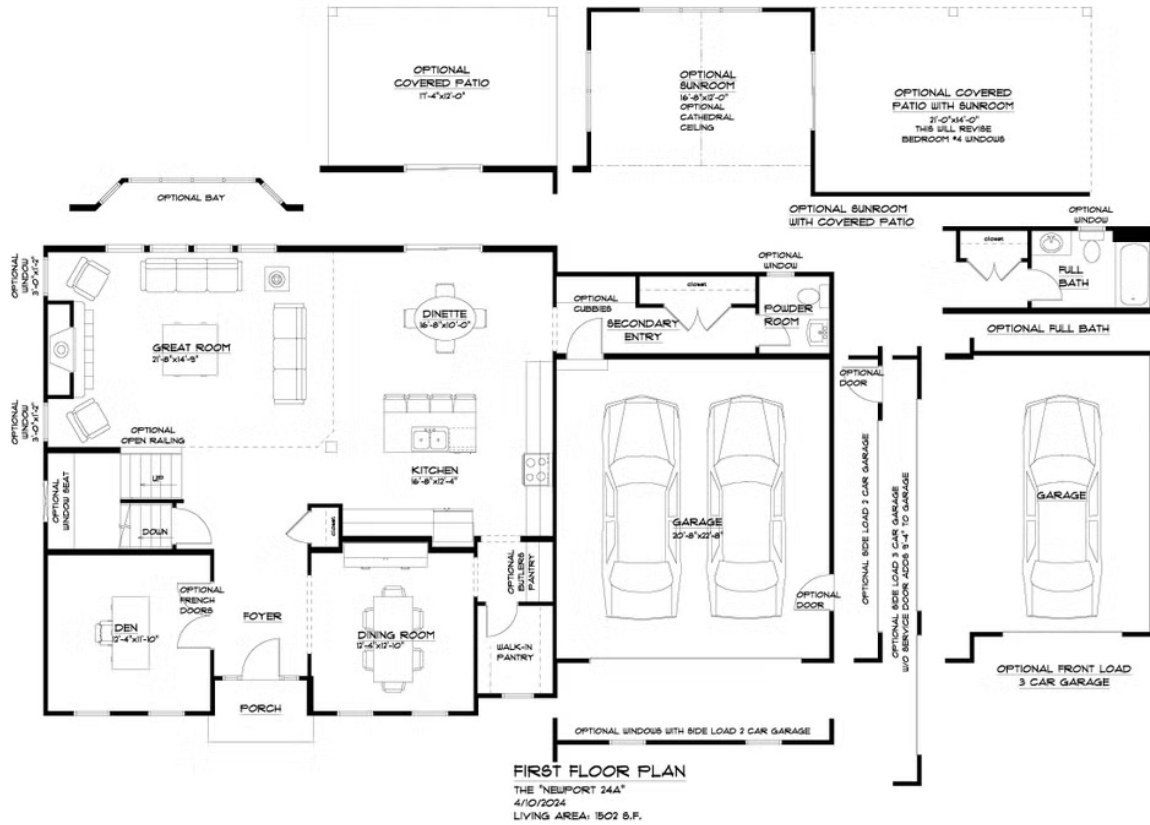 OPTIONAL
COVERED PATIO
17'-4"x12'-0"
OPTIONAL
SUNROOM
16'-8"x12'-0"
OPTIONAL
CATHEDRAL
CEILING
OPTIONAL COVERED
PATIO WITH SUNROOM
21'-0"x14'-0"
THIS WILL REVISE
BEDROOM #4 WINDOWS
OPTIONAL BAY
OPTIONAL SUNROOM
WITH COVERED PATIO
OPTIONAL
WINDOW
3'-0"x1'-2"
GREAT ROOM
21'-8"x14'-9"
OPTIONAL
WINDOW
3'-0"x1'-2"
OPTIONAL
OPEN RAILING
DINETTE
16'-8"x10'-0"
OPTIONAL
CUBBIES
closet
SECONDARY
ENTRY
OPTIONAL
WINDOW
POWDER
ROOM
closet
OPTIONAL
WINDOW
FULL
BATH
OPTIONAL FULL BATH
KITCHEN
16'-8"x12'-4"
OPTIONAL
WINDOW SEAT
UP
DOWN
closet
GARAGE
20'-8"x22'-8"
OPTIONAL
DOOR
OPTIONAL
DOOR
OPTIONAL SIDE LOAD 2 CAR GARAGE
OPTIONAL SIDE LOAD 3 CAR GARAGE
W/O SERVICE DOOR ADDS 9'-4" TO GARAGE
GARAGE
OPTIONAL FRONT LOAD
3 CAR GARAGE
DEN
12'-4"x11'-10"
OPTIONAL
FRENCH
DOORS
FOYER
DINING ROOM
12'-4"x12'-10"
OPTIONAL
BUTLERS
PANTRY
WALK-IN
PANTRY
PORCH
OPTIONAL WINDOWS WITH SIDE LOAD 2 CAR GARAGE
FIRST FLOOR PLAN
THE "NEWPORT 24A"
4/10/2024
LIVING AREA: 1502 S.F.